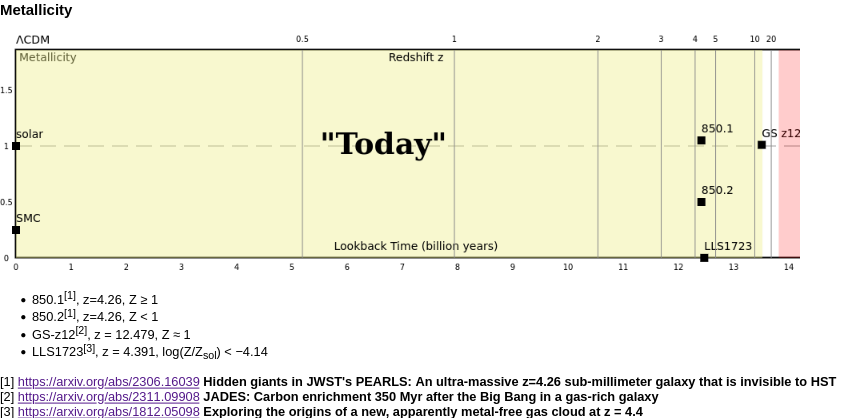 Metallicity
ΛCDM 0.5 1 2 3 4 5 10 20
Metallicity Redshift z
1.5
solar "Today" 850.1 GS z12
1
850.2
0.5
SMC
Lookback Time (billion years) LLS1723
0
0 1 2 3 4 5 6 7 8 9 10 11 12 13 14
• 850.1[1], z=4.26, Z ≥ 1
• 850.2[1], z=4.26, Z < 1
• GS-z12[2], z = 12.479, Z ≈ 1
• LLS1723[3], z = 4.391, log(Z/Zsol) < −4.14
[1] https://arxiv.org/abs/2306.16039 Hidden giants in JWST's PEARLS: An ultra-massive z=4.26 sub-millimeter galaxy that is invisible to HST
[2] https://arxiv.org/abs/2311.09908 JADES: Carbon enrichment 350 Myr after the Big Bang in a gas-rich galaxy
[3] https://arxiv.org/abs/1812.05098 Exploring the origins of a new, apparently metal-free gas cloud at z = 4.4